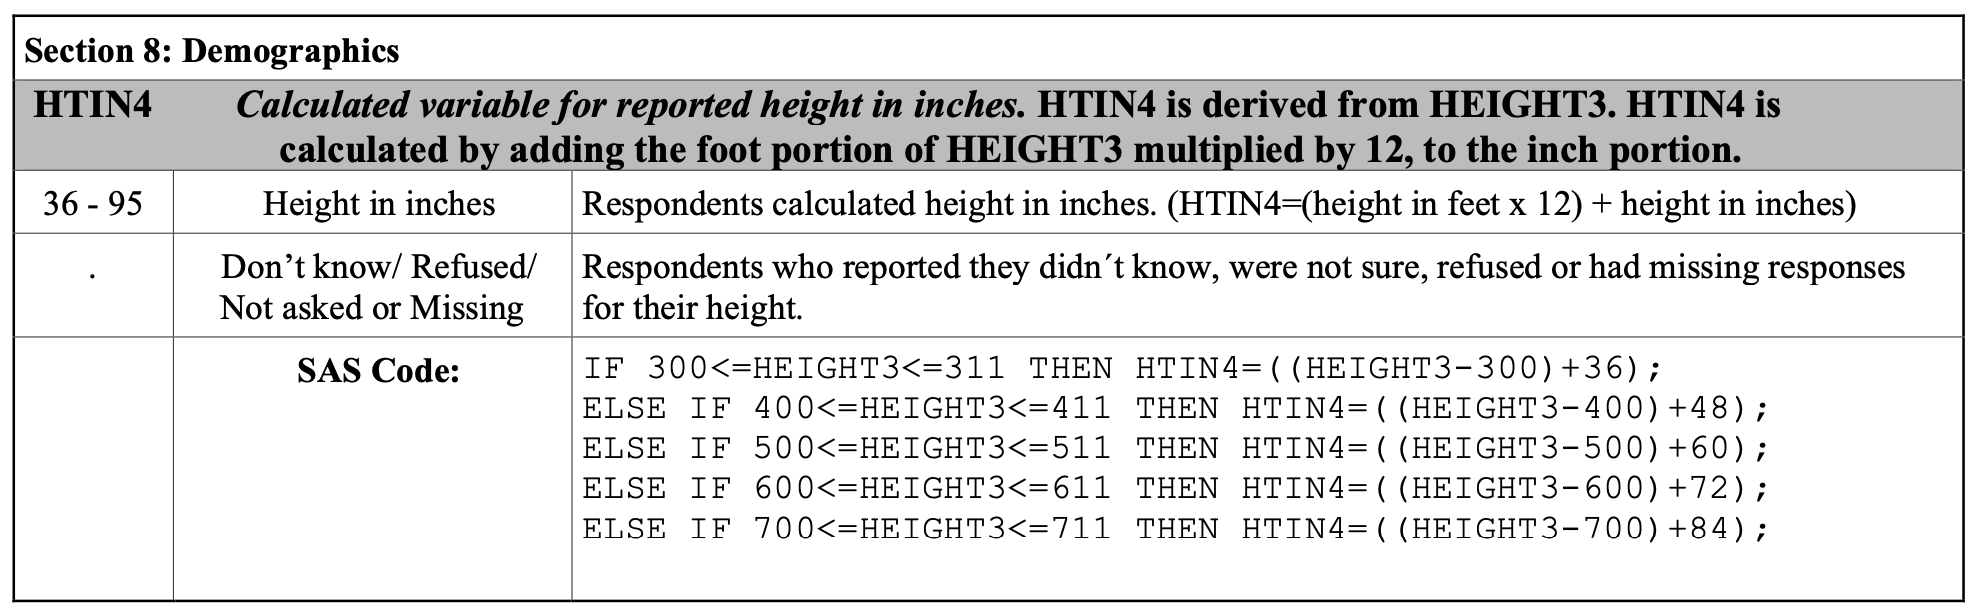 Section 8: Demographics
HTIN4
Calculated variable for reported height in inches. HTIN4 is derived from HEIGHT3. HTIN4 is
calculated by adding the foot portion of HEIGHT3 multiplied by 12, to the inch portion.
36 - 95
Height in inches
Respondents calculated height in inches. (HTIN4=(height in feet x 12) + height in inches)
.
Don’t know/ Refused/
Not asked or Missing
Respondents who reported they didn´t know, were not sure, refused or had missing responses
for their height.
SAS Code:
IF 300<=HEIGHT3<=311 THEN HTIN4=((HEIGHT3-300)+36);
ELSE IF 400<=HEIGHT3<=411 THEN HTIN4=((HEIGHT3-400)+48);
ELSE IF 500<=HEIGHT3<=511 THEN HTIN4=((HEIGHT3-500)+60);
ELSE IF 600<=HEIGHT3<=611 THEN HTIN4=((HEIGHT3-600)+72);
ELSE IF 700<=HEIGHT3<=711 THEN HTIN4=((HEIGHT3-700)+84);